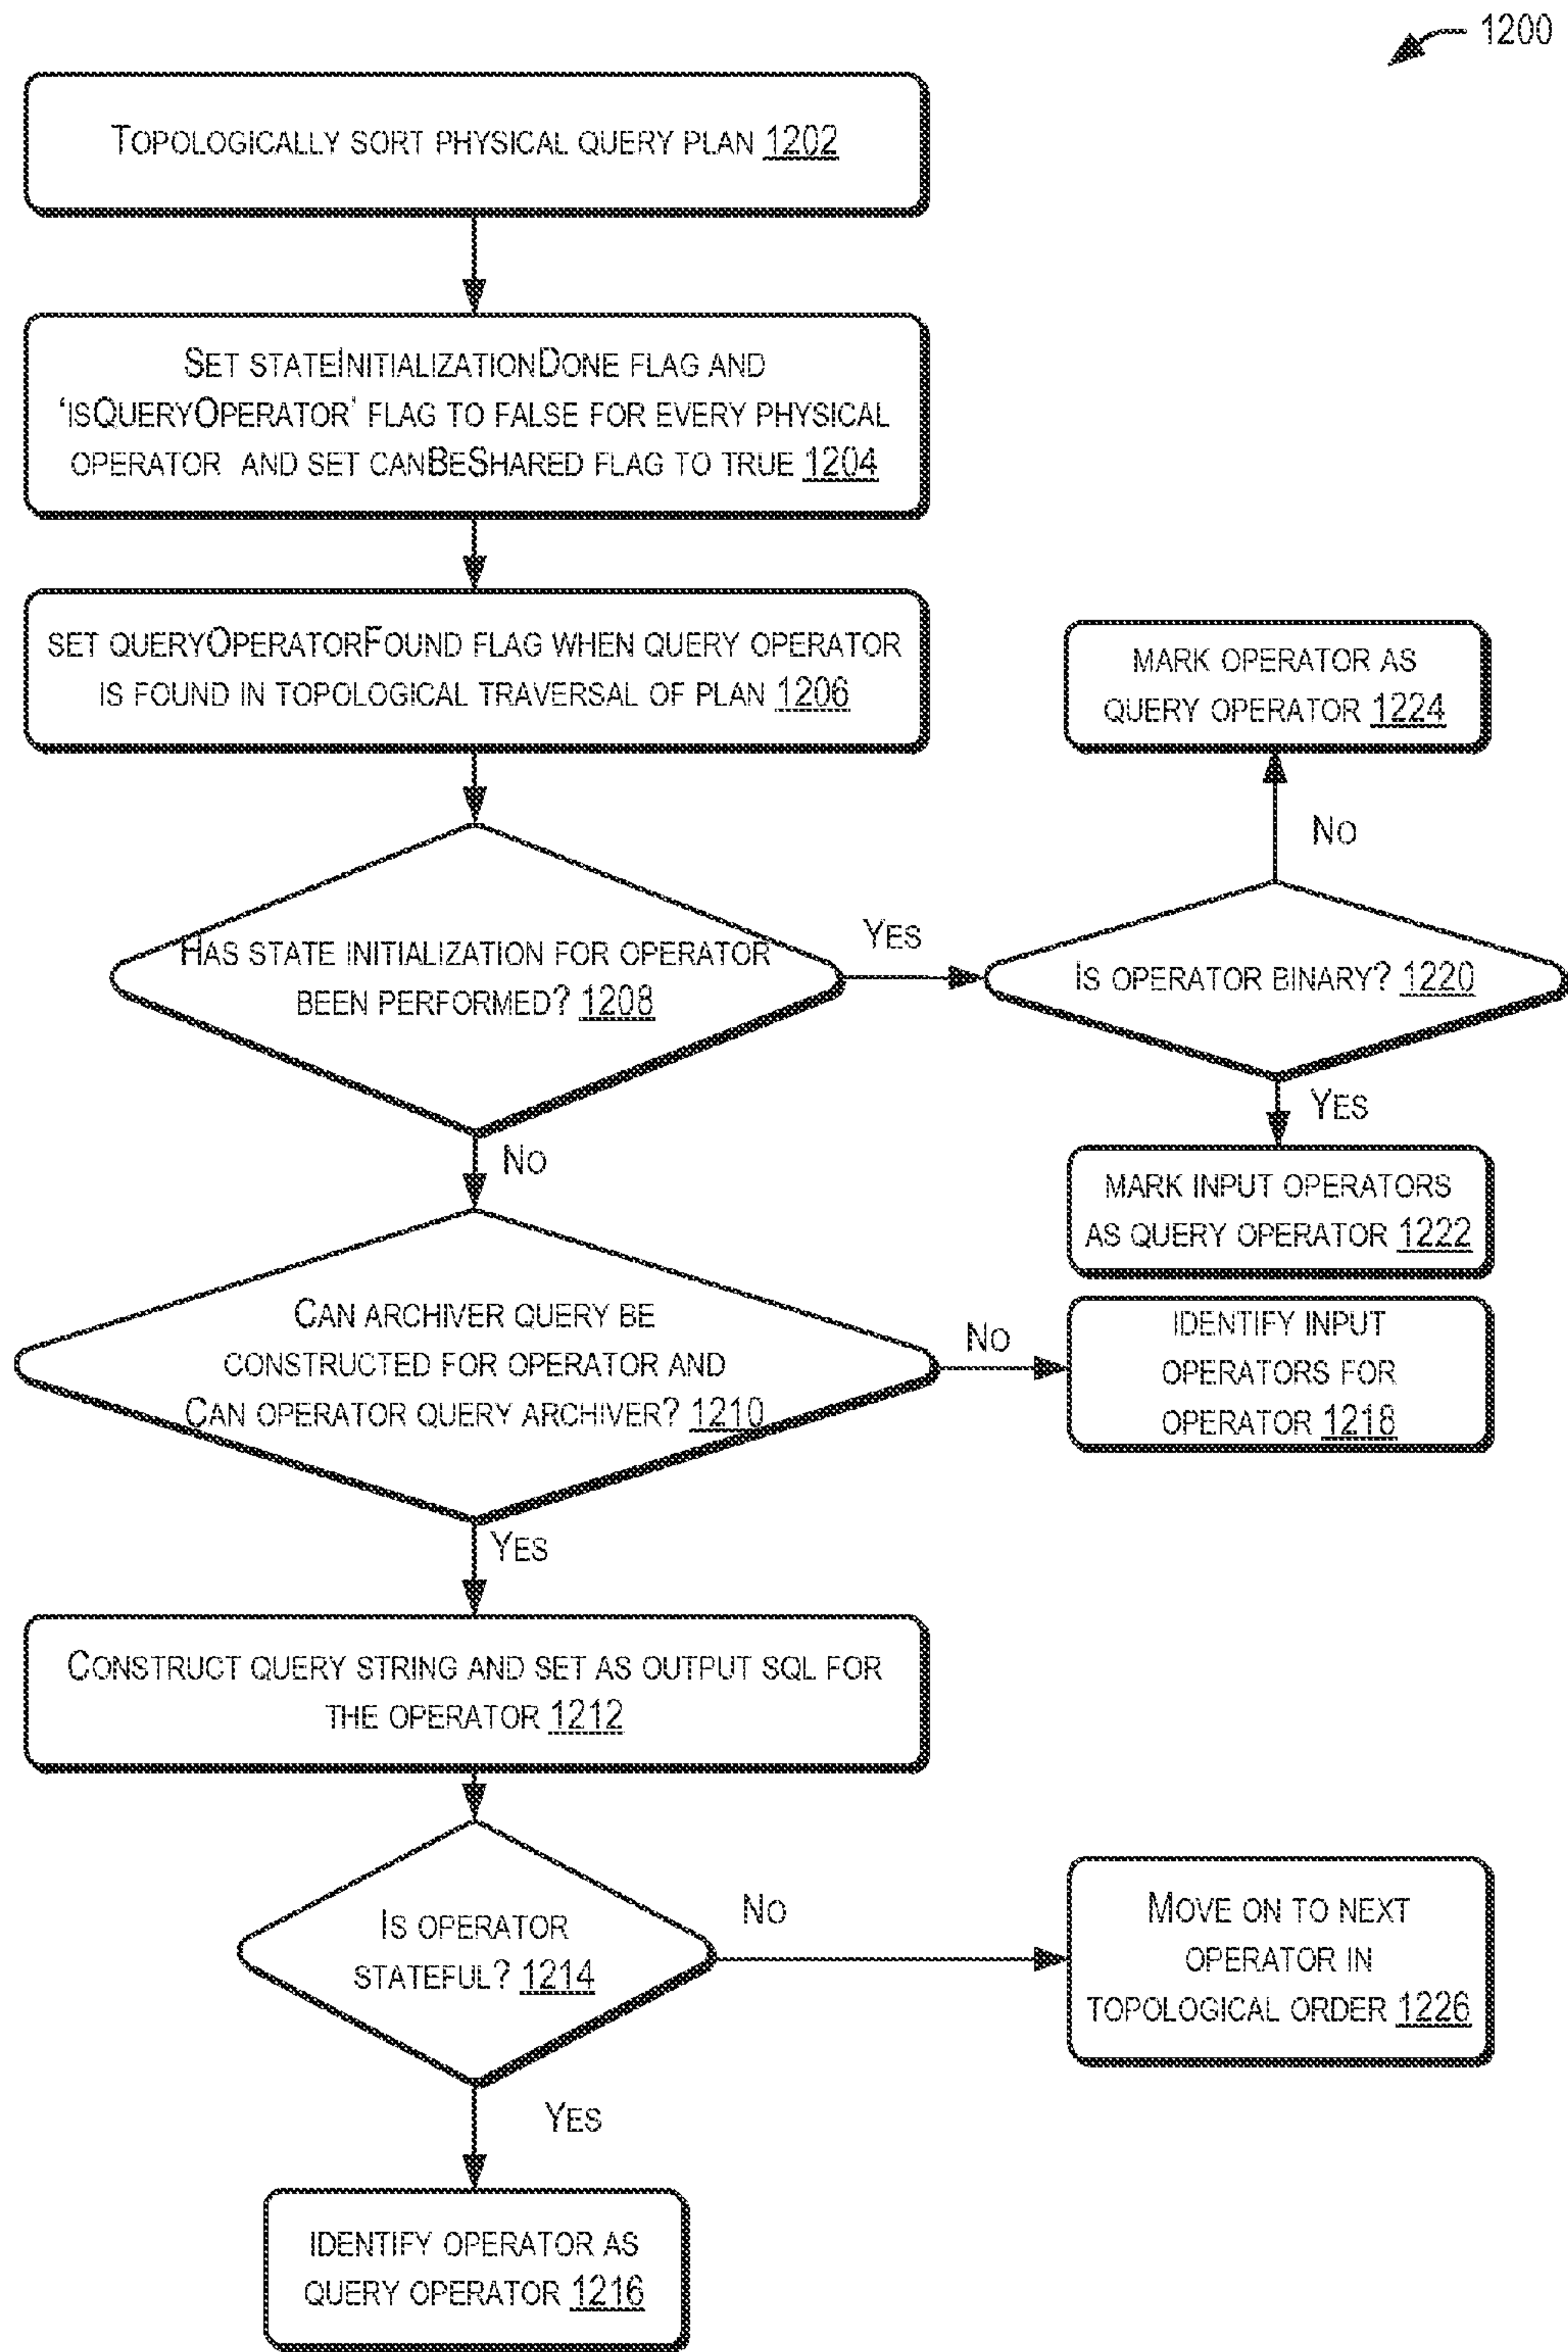 1200
TOPOLOGICALLY SORT PHYSICAL QUERY PLAN 1202
SET STATEINITIALIZATIONDONE FLAG AND
'ISQUERYOPERATOR' FLAG TO FALSE FOR EVERY PHYSICAL
OPERATOR AND SET CANBESHARED FLAG TO TRUE 1204
SET QUERYOPERATORFOUND FLAG WHEN QUERY OPERATOR
IS FOUND IN TOPOLOGICAL TRAVERSAL OF PLAN 1206
MARK OPERATOR AS
QUERY OPERATOR 1224
NO
HAS STATE INITIALIZATION FOR OPERATOR
BEEN PERFORMED? 1208
YES
IS OPERATOR BINARY? 1220
YES
MARK INPUT OPERATORS
AS QUERY OPERATOR 1222
NO
CAN ARCHIVER QUERY BE
CONSTRUCTED FOR OPERATOR AND
CAN OPERATOR QUERY ARCHIVER? 1210
NO
IDENTIFY INPUT
OPERATORS FOR
OPERATOR 1218
YES
CONSTRUCT QUERY STRING AND SET AS OUTPUT SQL FOR
THE OPERATOR 1212
IS OPERATOR
STATEFUL? 1214
NO
MOVE ON TO NEXT
OPERATOR IN
TOPOLOGICAL ORDER 1226
YES
IDENTIFY OPERATOR AS
QUERY OPERATOR 1216